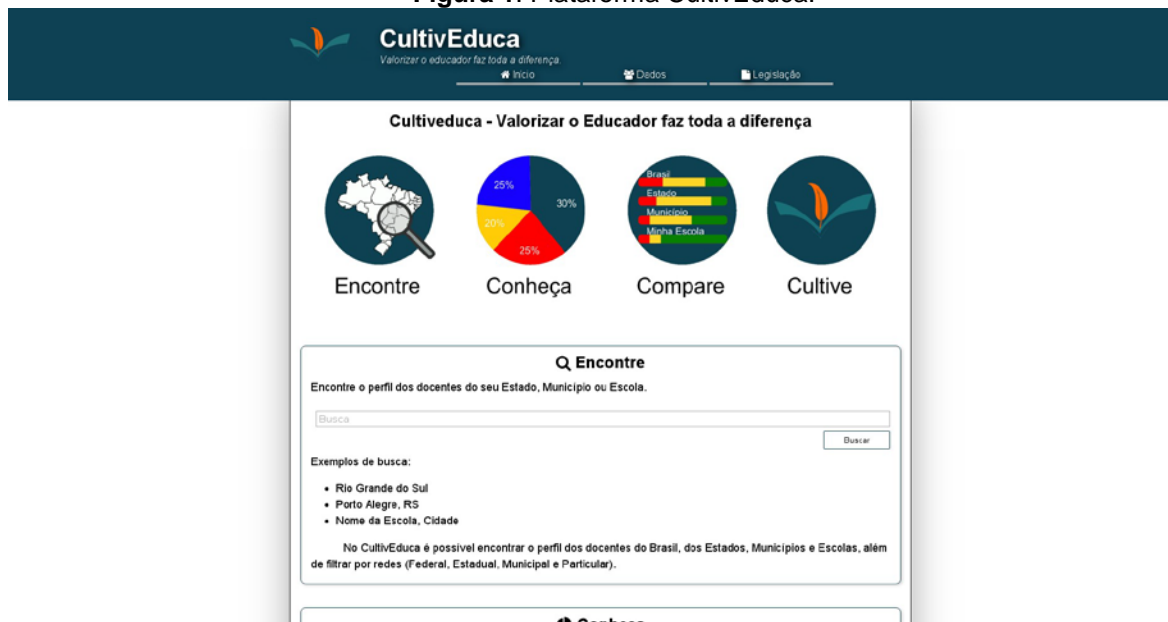 Figura 1: Plataforma CultivEduca.
CultivEduca
Valorizar o educador faz toda a diferença.
Início Dados Legislação
Cultiveduca - Valorizar o Educador faz toda a diferença
25%
30%
20%
25%
Brasil
Estado
Município
Minha Escola
Encontre Conheça Compare Cultive
Encontre
Encontre o perfil dos docentes do seu Estado, Município ou Escola.
Busca
Buscar
Exemplos de busca:
• Rio Grande do Sul
• Porto Alegre, RS
• Nome da Escola, Cidade
No CultivEduca é possível encontrar o perfil dos docentes do Brasil, dos Estados, Municípios e Escolas, além
de filtrar por redes (Federal, Estadual, Municipal e Particular).